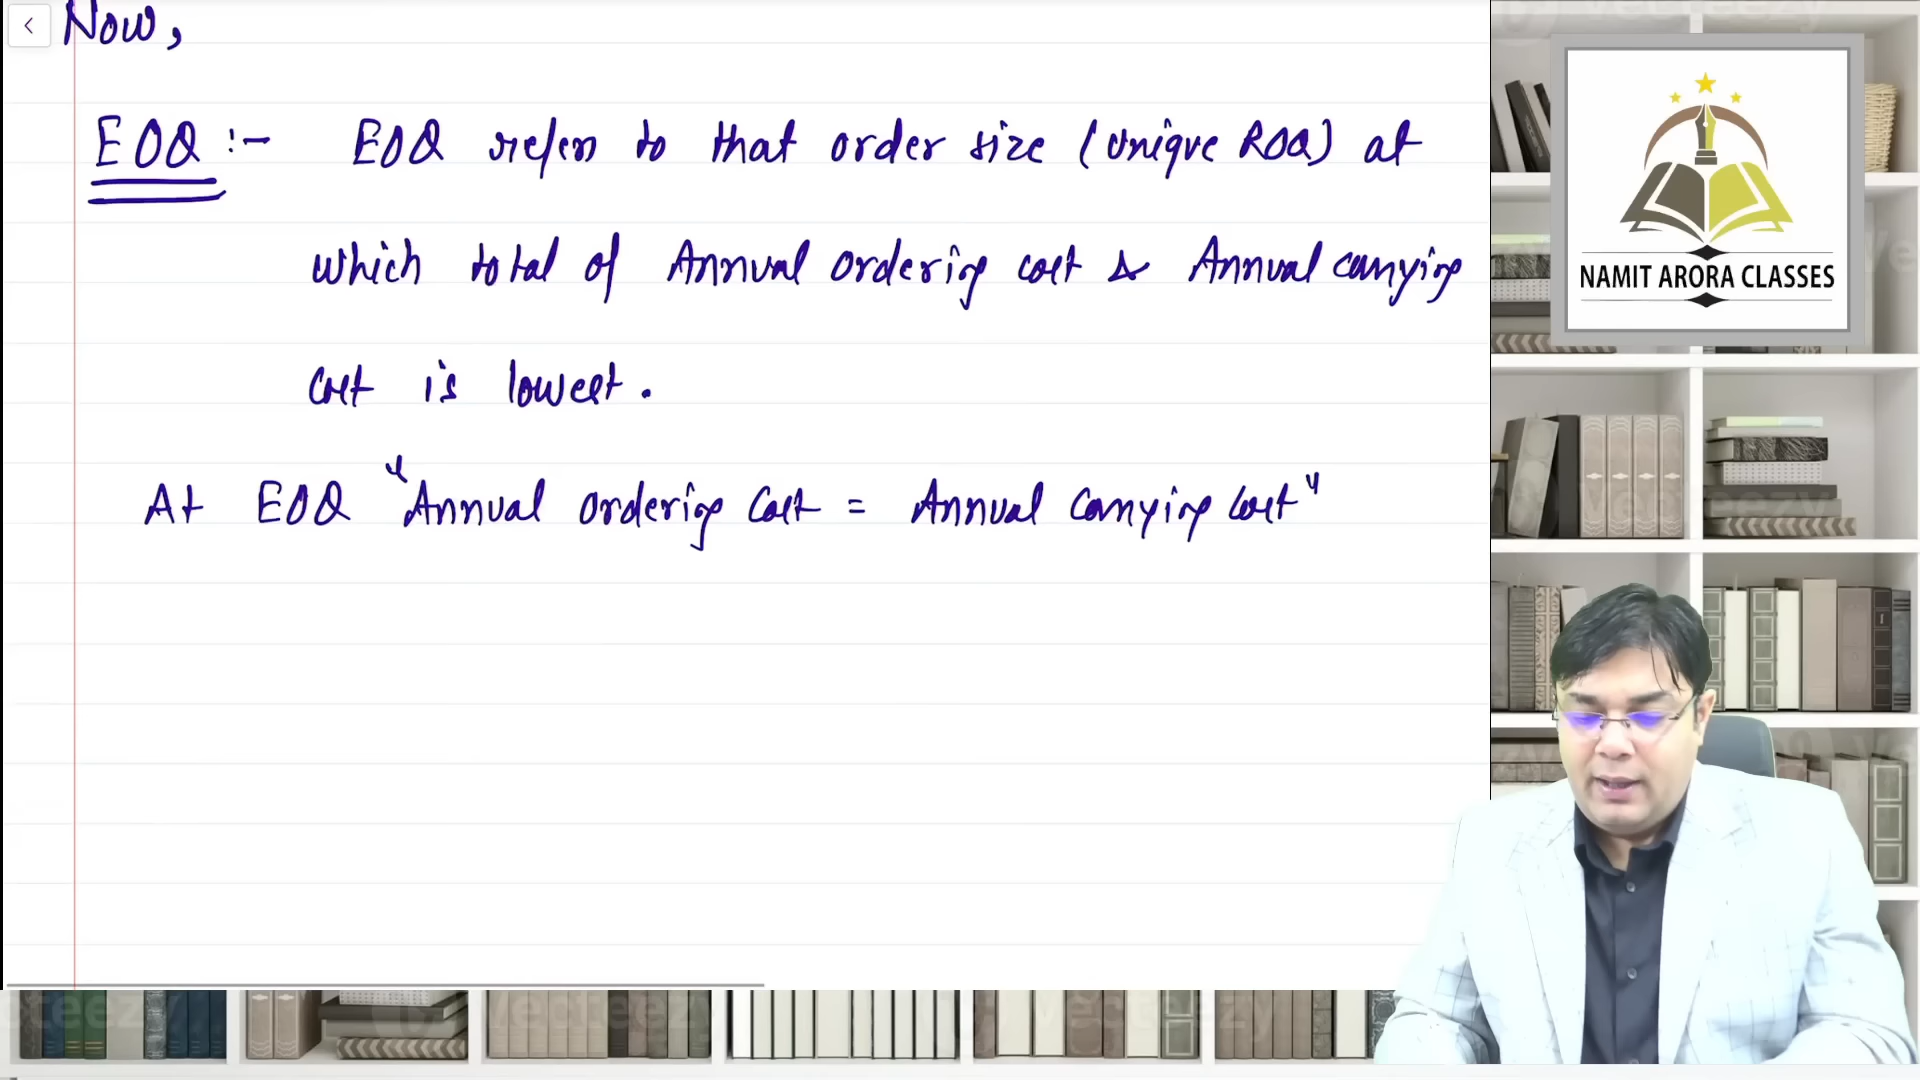 Now,
EOQ :- EOQ refers to that order size (Unique ROQ) at
which total of Annual ordering cost & Annual carrying
cost is lowest.
At EOQ "Annual ordering Cost = Annual Carrying Cost"
NAMIT ARORA CLASSES